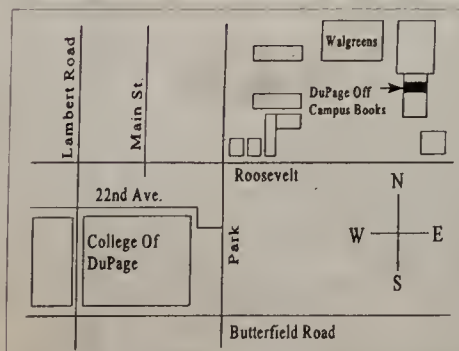 Lambert Road
Main St.
Walgreens
DuPage Off
Campus Books
Roosevelt
22nd Ave.
College Of
DuPage
Park
N
W
E
S
Butterfield Road